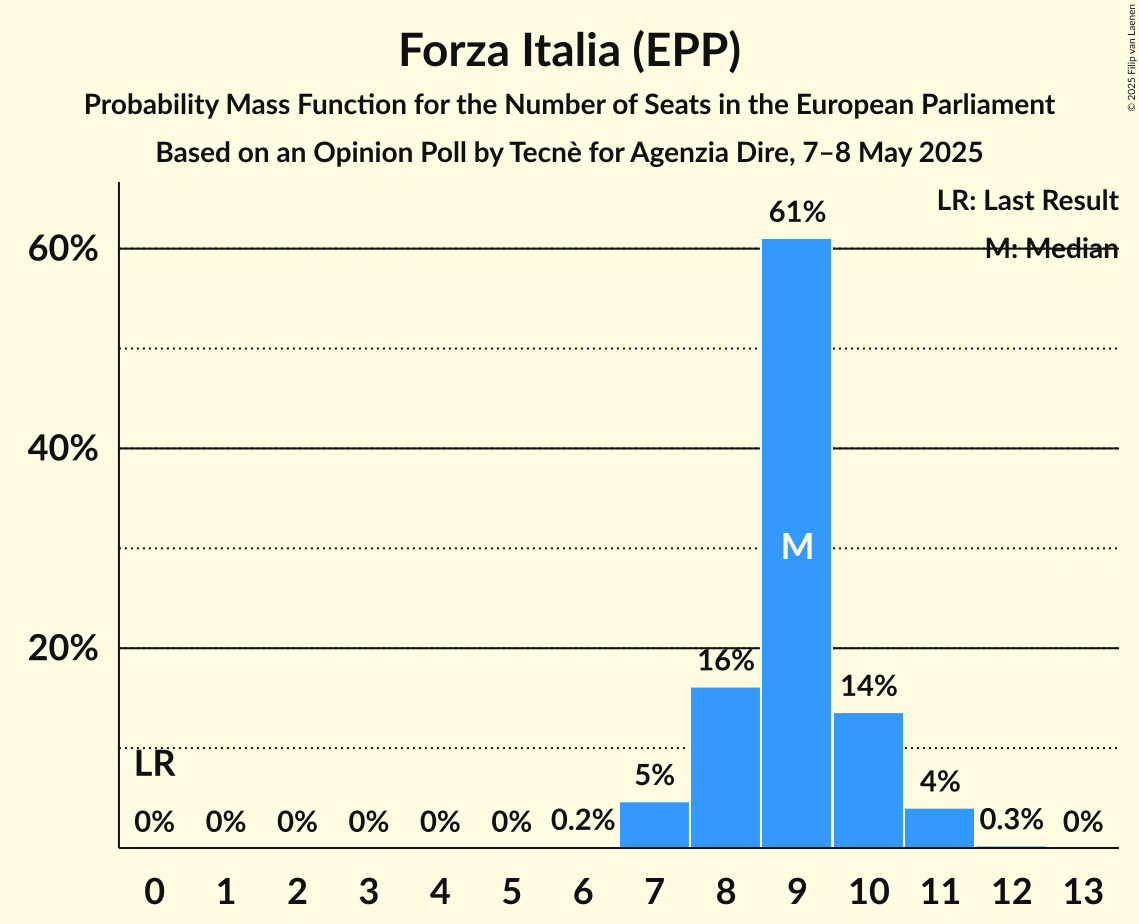 Forza Italia (EPP)
Probability Mass Function for the Number of Seats in the European Parliament
Based on an Opinion Poll by Tecnè for Agenzia Dire, 7–8 May 2025
© 2025 Filip van Laenen
LR: Last Result
M: Median
60%
40%
20%
61%
M
16%
14%
LR
5%
4%
0% 0% 0% 0% 0% 0% 0.2% 0.3% 0%
0 1 2 3 4 5 6 7 8 9 10 11 12 13